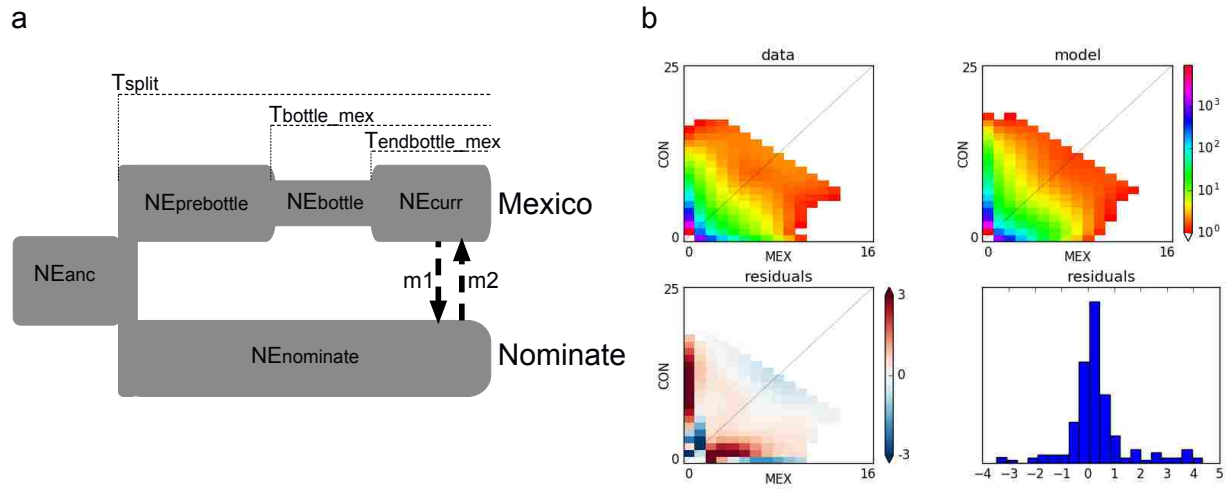 a
Tsplit
Tbottle_mex
Tendbottle_mex
NEprebottle
NEbottle
NEcurr
Mexico
NEanc
m1
m2
NEnominate
Nominate
b
data
25
CON
0
0
MEX
16
model
25
CON
0
0
MEX
16
10³
10²
10¹
10⁰
residuals
25
CON
0
0
MEX
16
3
0
-3
residuals
−4 −3 −2 −1 0 1 2 3 4 5